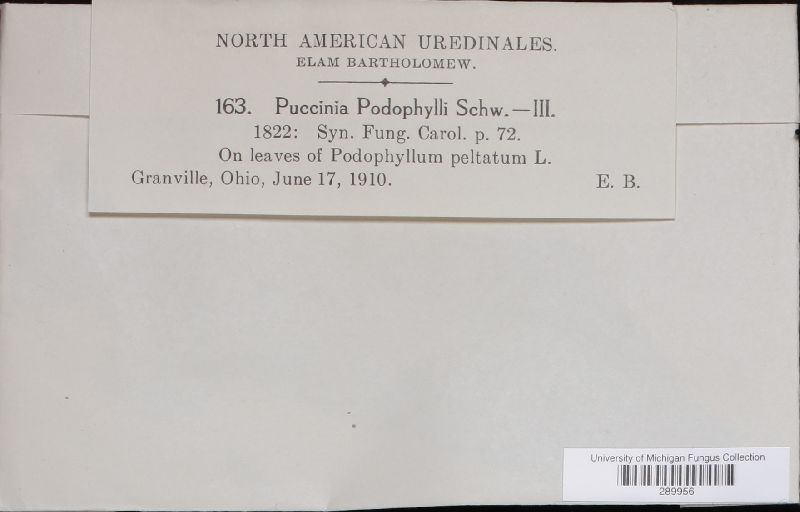 NORTH AMERICAN UREDINALES.
ELAM BARTHOLOMEW.
163. Puccinia Podophylli Schw.—III.
1822: Syn. Fung. Carol. p. 72.
On leaves of Podophyllum peltatum L.
Granville, Ohio, June 17, 1910. E. B.
University of Michigan Fungus Collection
289956